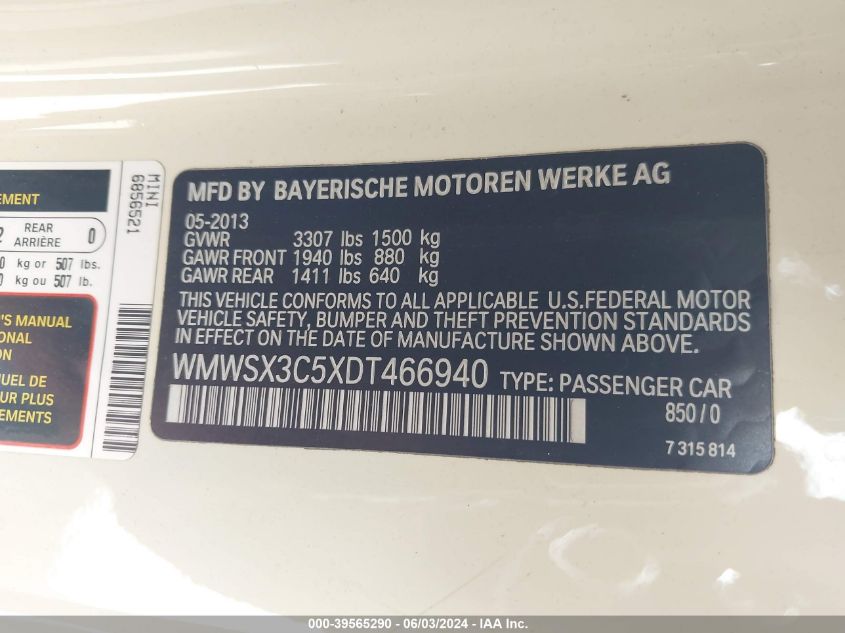 EMENT
2 REAR ARRIÈRE 0
0 kg or 507 lbs.
0 kg ou 507 lb.
'S MANUAL
ONAL
ON
NUEL DE
UR PLUS
EMENTS
MINI
6856521
MFD BY BAYERISCHE MOTOREN WERKE AG
05-2013
GVWR 3307 lbs 1500 kg
GAWR FRONT 1940 lbs 880 kg
GAWR REAR 1411 lbs 640 kg
THIS VEHICLE CONFORMS TO ALL APPLICABLE U.S.FEDERAL MOTOR
VEHICLE SAFETY, BUMPER AND THEFT PREVENTION STANDARDS
IN EFFECT ON THE DATE OF MANUFACTURE SHOWN ABOVE.
WMWSX3C5XDT466940 TYPE: PASSENGER CAR
850/0
7 315 814
000-39565290 - 06/03/2024 - IAA Inc.